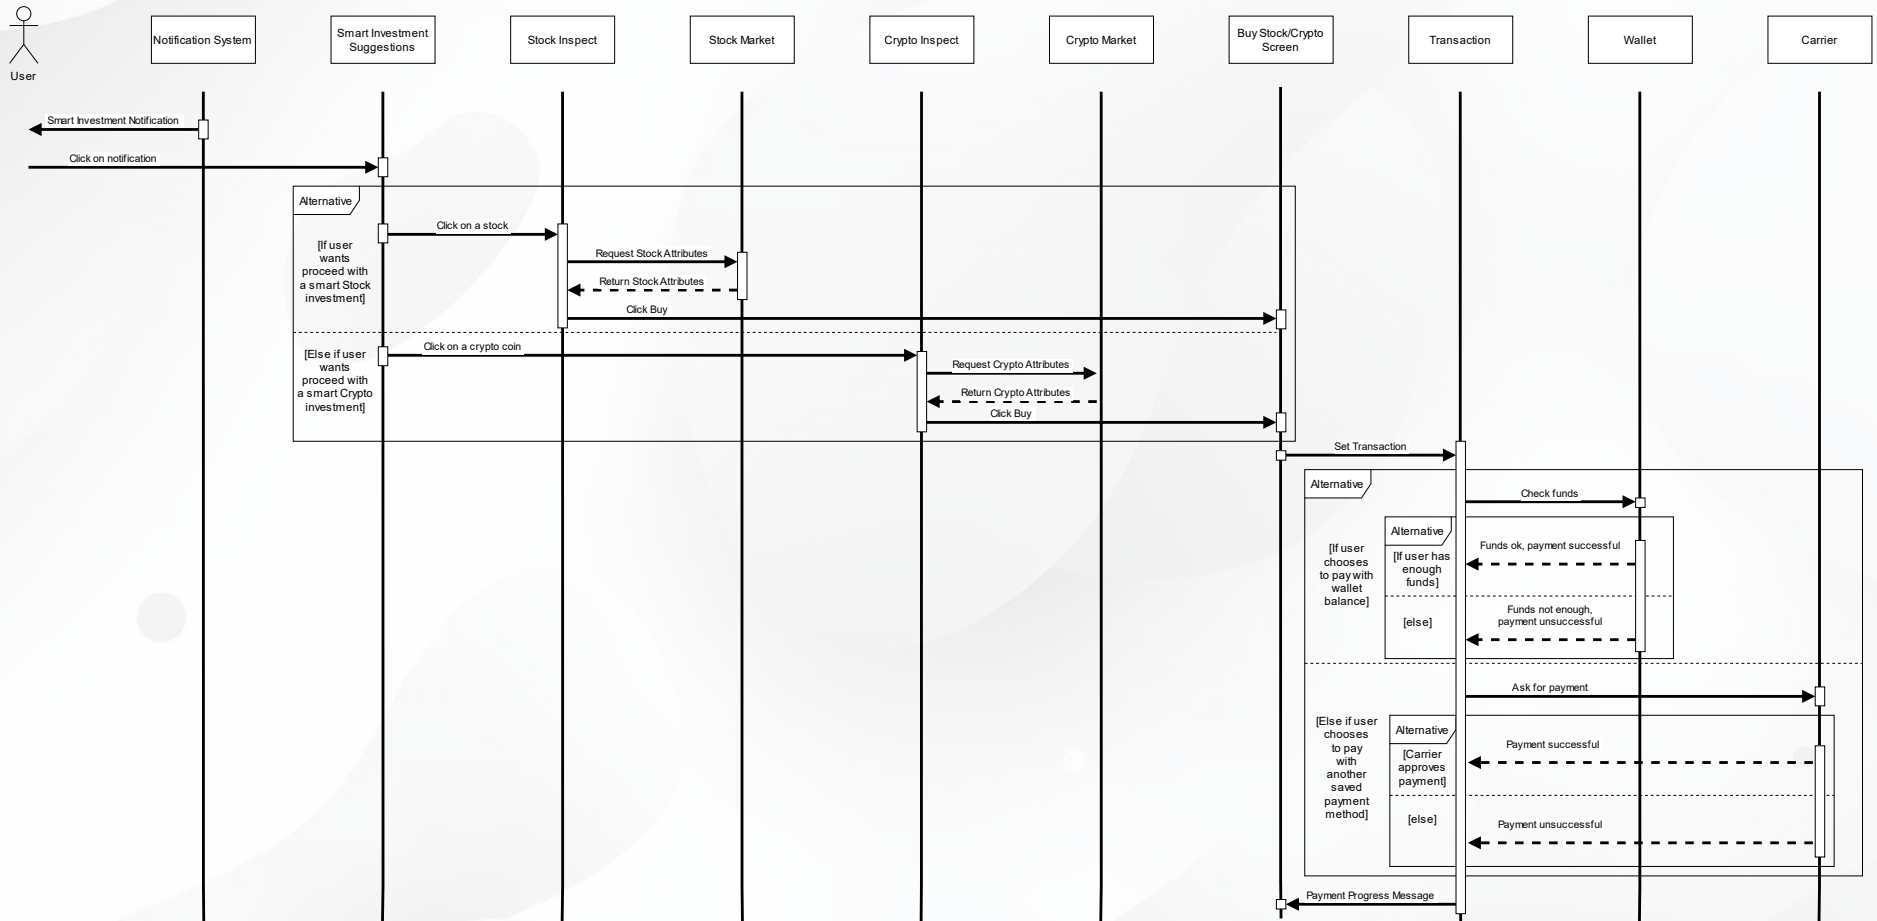 User
Notification System
Smart Investment
Suggestions
Stock Inspect
Stock Market
Crypto Inspect
Crypto Market
Buy Stock/Crypto
Screen
Transaction
Wallet
Carrier
Smart Investment Notification
Click on notification
Alternative
[If user
wants
proceed with
a smart Stock
investment]
Click on a stock
Request Stock Attributes
Return Stock Attributes
Click Buy
[Else if user
wants
proceed with
a smart Crypto
investment]
Click on a crypto coin
Request Crypto Attributes
Return Crypto Attributes
Click Buy
Set Transaction
Alternative
[If user
chooses
to pay with
wallet
balance]
Check funds
Alternative
[If user has
enough
funds]
Funds ok, payment successful
[else]
Funds not enough,
payment unsuccessful
[Else if user
chooses
to pay
with
another
saved
payment
method]
Ask for payment
Alternative
[Carrier
approves
payment]
Payment successful
[else]
Payment unsuccessful
Payment Progress Message